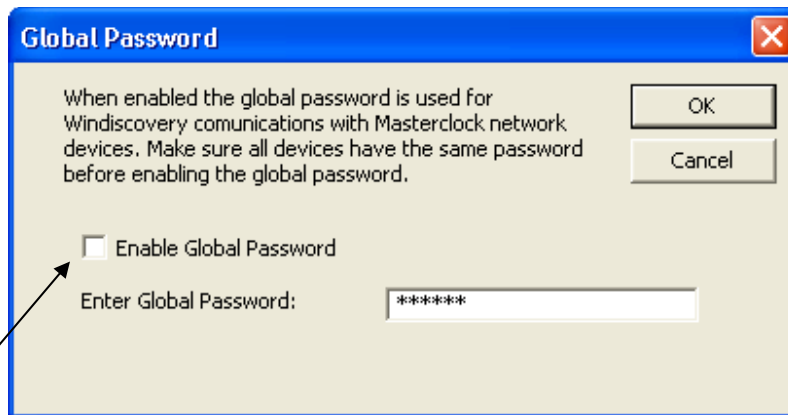 Global Password
When enabled the global password is used for
Windiscovery comunications with Masterclock network
devices. Make sure all devices have the same password
before enabling the global password.
OK
Cancel
Enable Global Password
Enter Global Password:
******